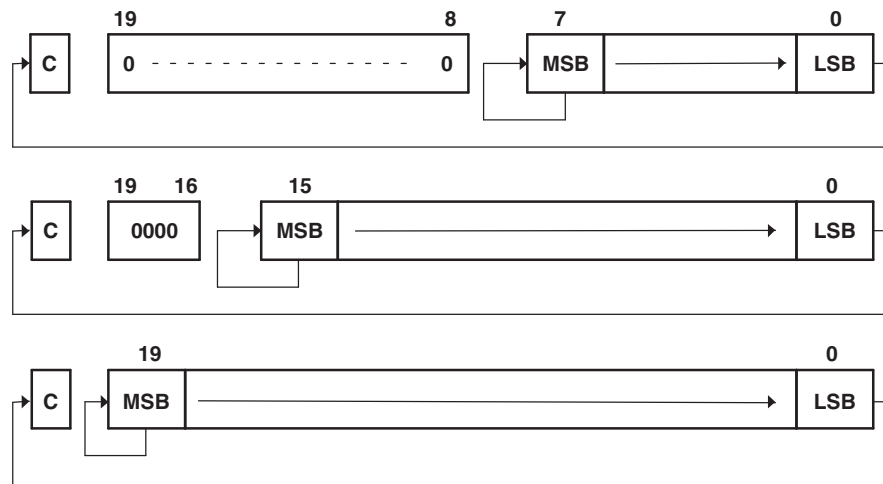 19 8 7 0
C 0 0 MSB LSB
19 16 15 0
C 0000 MSB LSB
19 0
C MSB LSB